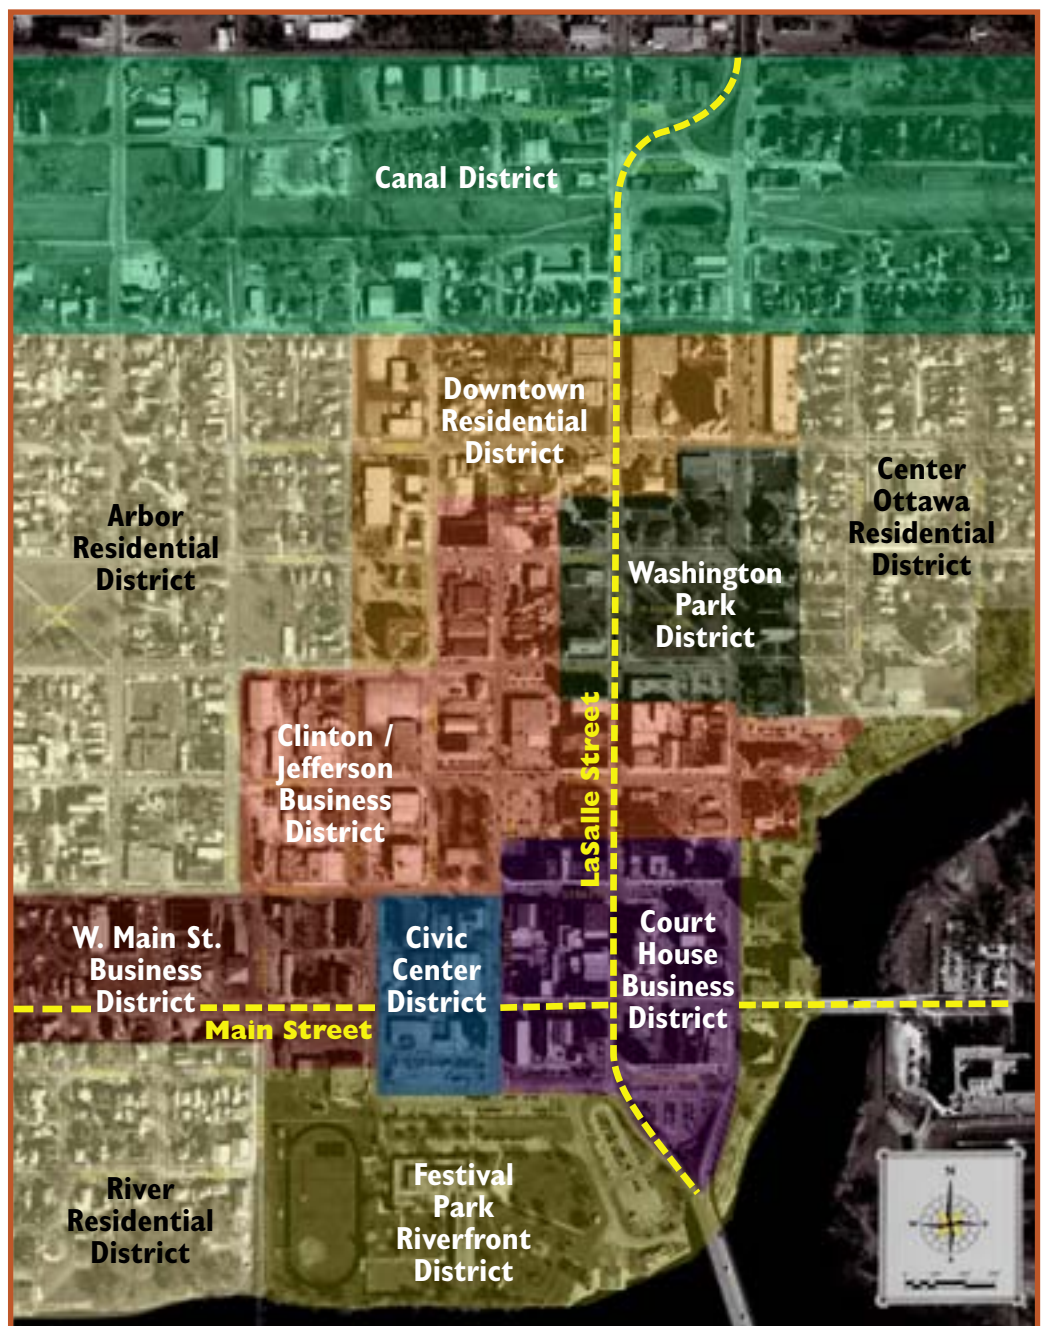 Canal District
Downtown
Residential
District
Center
Ottawa
Residential
District
Arbor
Residential
District
Washington
Park
District
LaSalle Street
Clinton /
Jefferson
Business
District
W. Main St.
Business
District
Civic
Center
District
Court
House
Business
District
Main Street
River
Residential
District
Festival
Park
Riverfront
District
N